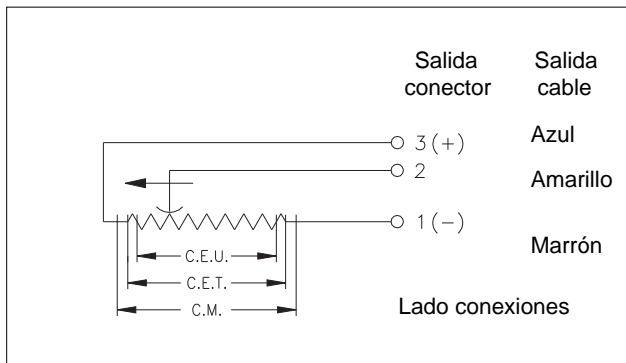 Salida conector
Salida cable
3 (+)
Azul
2
Amarillo
1 (-)
Marrón
C.E.U.
C.E.T.
C.M.
Lado conexiones